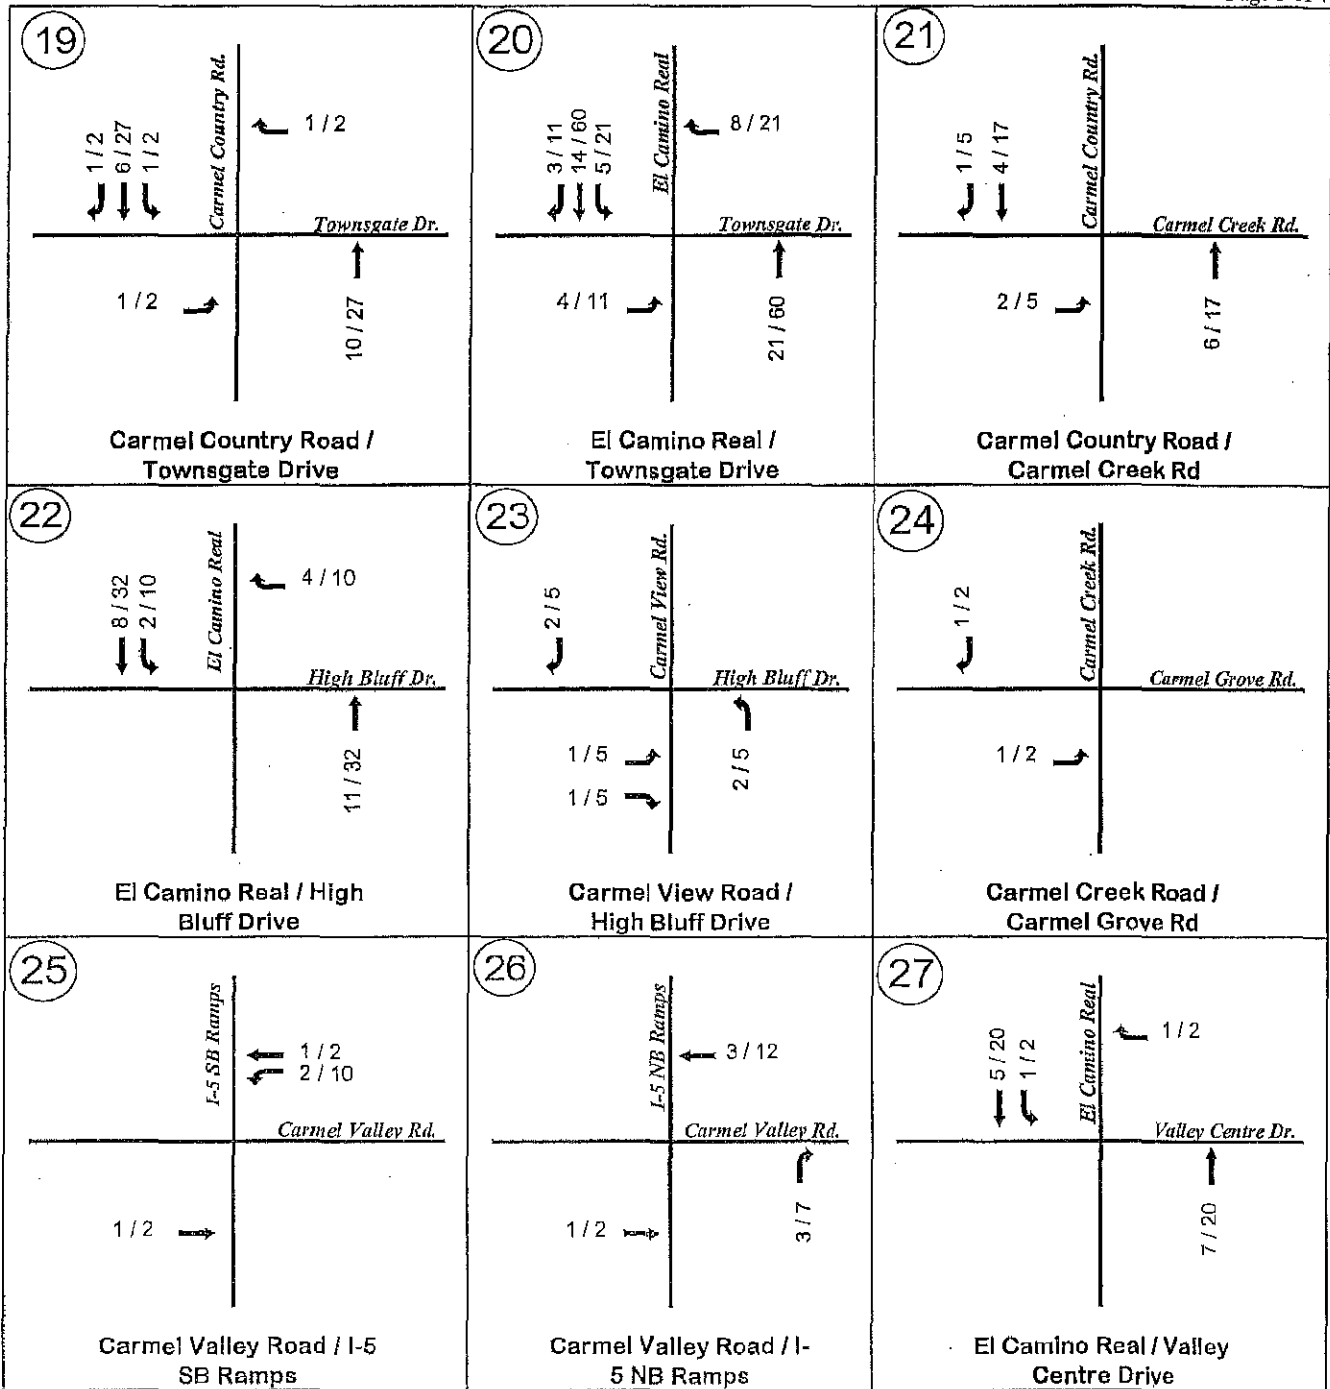 19
1 / 2
6 / 27
1 / 2
Carmel Country Rd.
1 / 2
Townsgate Dr.
1 / 2
10 / 27
Carmel Country Road /
Townsgate Drive
20
3 / 11
14 / 60
5 / 21
El Camino Real
8 / 21
Townsgate Dr.
4 / 11
21 / 60
El Camino Real /
Townsgate Drive
21
1 / 5
4 / 17
Carmel Country Rd.
Carmel Creek Rd.
2 / 5
6 / 17
Carmel Country Road /
Carmel Creek Rd
22
8 / 32
2 / 10
El Camino Real
4 / 10
High Bluff Dr.
11 / 32
El Camino Real / High
Bluff Drive
23
2 / 5
Carmel View Rd.
High Bluff Dr.
1 / 5
1 / 5
2 / 5
Carmel View Road /
High Bluff Drive
24
1 / 2
Carmel Creek Rd.
Carmel Grove Rd.
1 / 2
Carmel Creek Road /
Carmel Grove Rd
25
I-5 SB Ramps
1 / 2
2 / 10
Carmel Valley Rd.
1 / 2
Carmel Valley Road / I-5
SB Ramps
26
I-5 NB Ramps
3 / 12
Carmel Valley Rd.
1 / 2
3 / 7
Carmel Valley Road / I-
5 NB Ramps
27
5 / 20
1 / 2
El Camino Real
1 / 2
Valley Centre Dr.
7 / 20
El Camino Real / Valley
Centre Drive